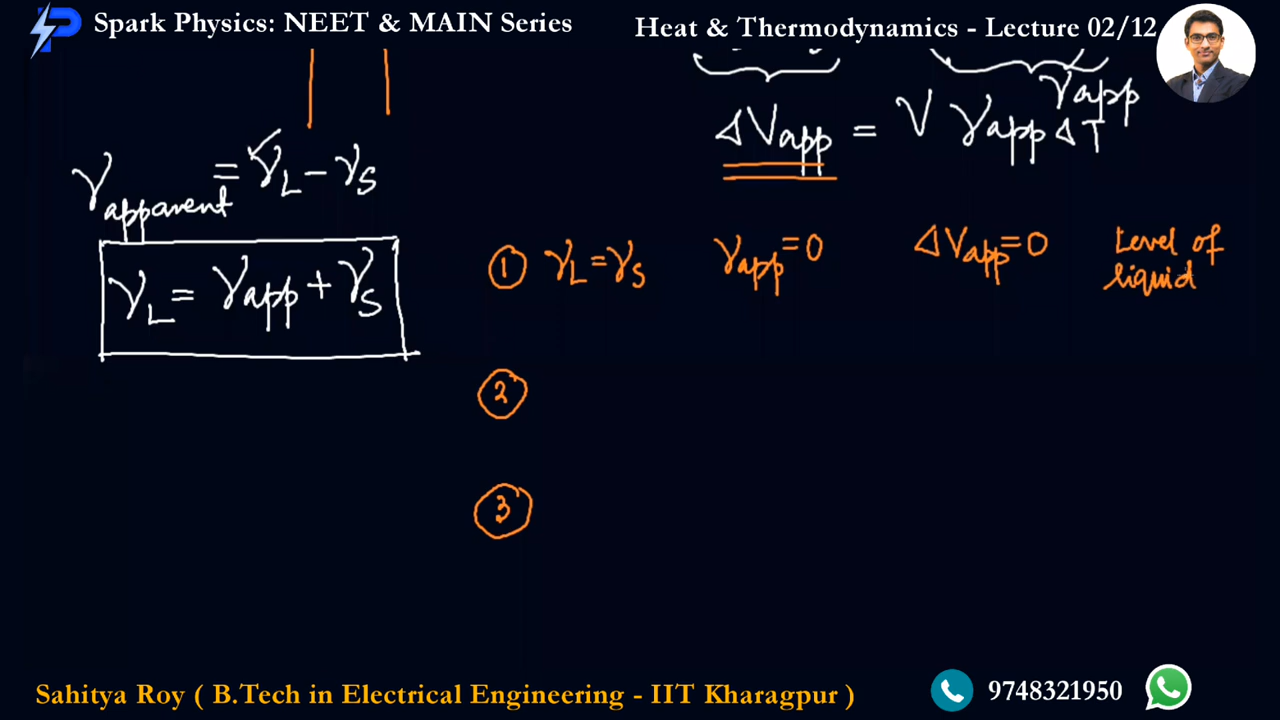 Spark Physics: NEET & MAIN Series
Heat & Thermodynamics - Lecture 02/12
γapp
ΔVapp = V γapp ΔT
γapparent = γL - γS
γL = γapp + γS
① γL = γS γapp = 0 ΔVapp = 0 Level of
liquid
②
③
Sahitya Roy ( B.Tech in Electrical Engineering - IIT Kharagpur )
9748321950